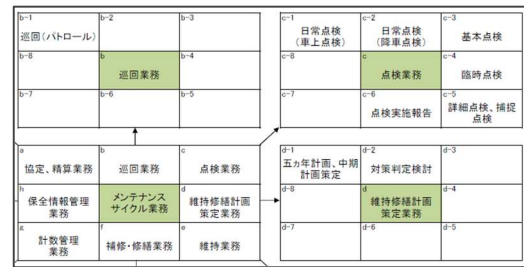 b-1
b-2
b-3
巡回(パトロール)
b-8
b
b-4
巡回業務
b-7
b-6
b-5
c-1
c-2
c-3
日常点検
(車上点検)
日常点検
(降車点検)
基本点検
c-8
c
c-4
点検業務
臨時点検
c-7
c-6
c-5
点検実施報告
詳細点検、捕捉
点検
a
b
c
協定、精算業務
巡回業務
点検業務
h
d
保全情報管理
業務
メンテナンス
サイクル業務
維持修繕計画
策定業務
g
f
e
計数管理
業務
補修・修繕業務
維持業務
d-1
d-2
d-3
五ヵ年計画、中期
計画策定
対策判定検討
d-8
d
d-4
維持修繕計画
策定業務
d-7
d-6
d-5